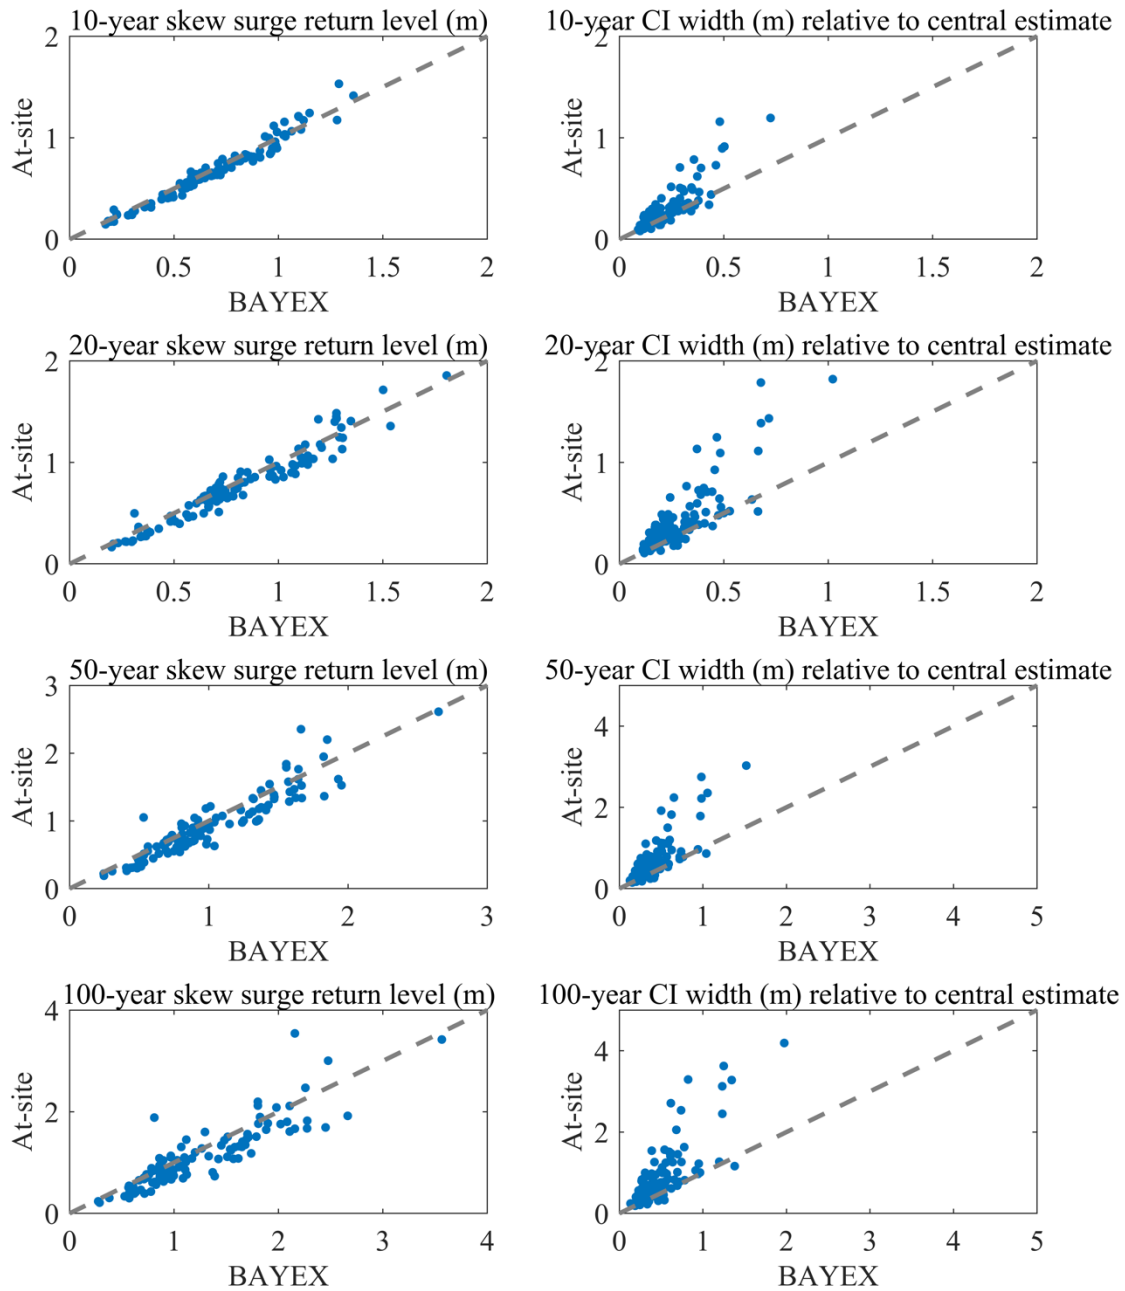 10-year skew surge return level (m)
2
1
0
At-site
0 0.5 1 1.5 2
BAYEX
10-year CI width (m) relative to central estimate
2
1
0
At-site
0 0.5 1 1.5 2
BAYEX
20-year skew surge return level (m)
2
1
0
At-site
0 0.5 1 1.5 2
BAYEX
20-year CI width (m) relative to central estimate
2
1
0
At-site
0 0.5 1 1.5 2
BAYEX
50-year skew surge return level (m)
3
2
1
0
At-site
0 1 2 3
BAYEX
50-year CI width (m) relative to central estimate
4
2
0
At-site
0 1 2 3 4 5
BAYEX
100-year skew surge return level (m)
4
2
0
At-site
0 1 2 3 4
BAYEX
100-year CI width (m) relative to central estimate
4
2
0
At-site
0 1 2 3 4 5
BAYEX